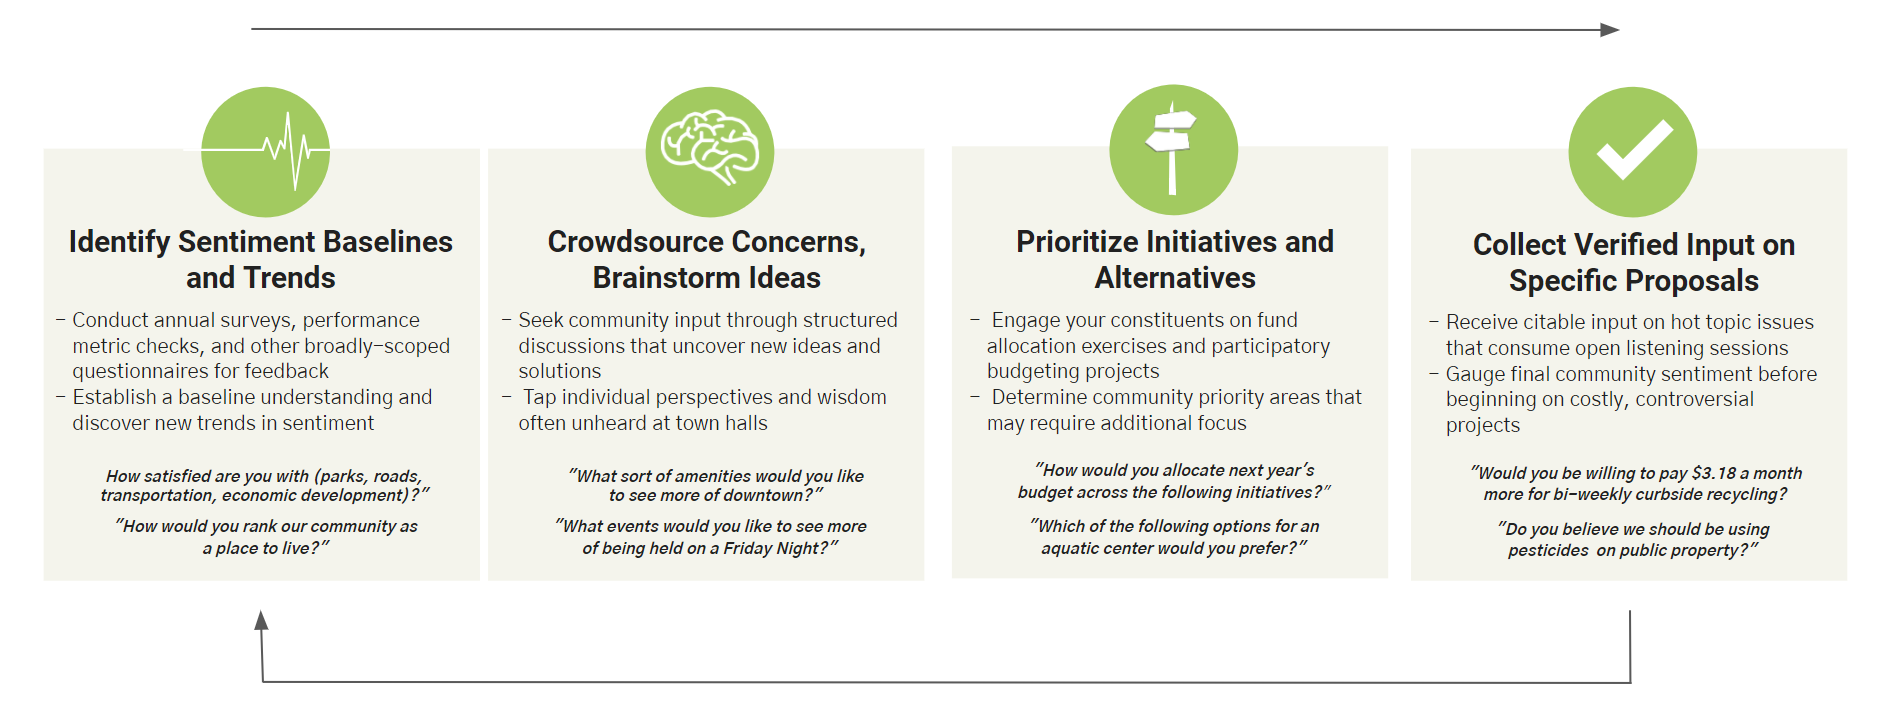 Identify Sentiment Baselines
and Trends
- Conduct annual surveys, performance
metric checks, and other broadly-scoped
questionnaires for feedback
- Establish a baseline understanding and
discover new trends in sentiment
How satisfied are you with (parks, roads,
transportation, economic development)?"
"How would you rank our community as
a place to live?"
Crowdsource Concerns,
Brainstorm Ideas
- Seek community input through structured
discussions that uncover new ideas and
solutions
- Tap individual perspectives and wisdom
often unheard at town halls
"What sort of amenities would you like
to see more of downtown?"
"What events would you like to see more
of being held on a Friday Night?"
Prioritize Initiatives and
Alternatives
- Engage your constituents on fund
allocation exercises and participatory
budgeting projects
- Determine community priority areas that
may require additional focus
"How would you allocate next year's
budget across the following initiatives?"
"Which of the following options for an
aquatic center would you prefer?"
Collect Verified Input on
Specific Proposals
- Receive citable input on hot topic issues
that consume open listening sessions
- Gauge final community sentiment before
beginning on costly, controversial
projects
"Would you be willing to pay $3.18 a month
more for bi-weekly curbside recycling?
"Do you believe we should be using
pesticides on public property?"